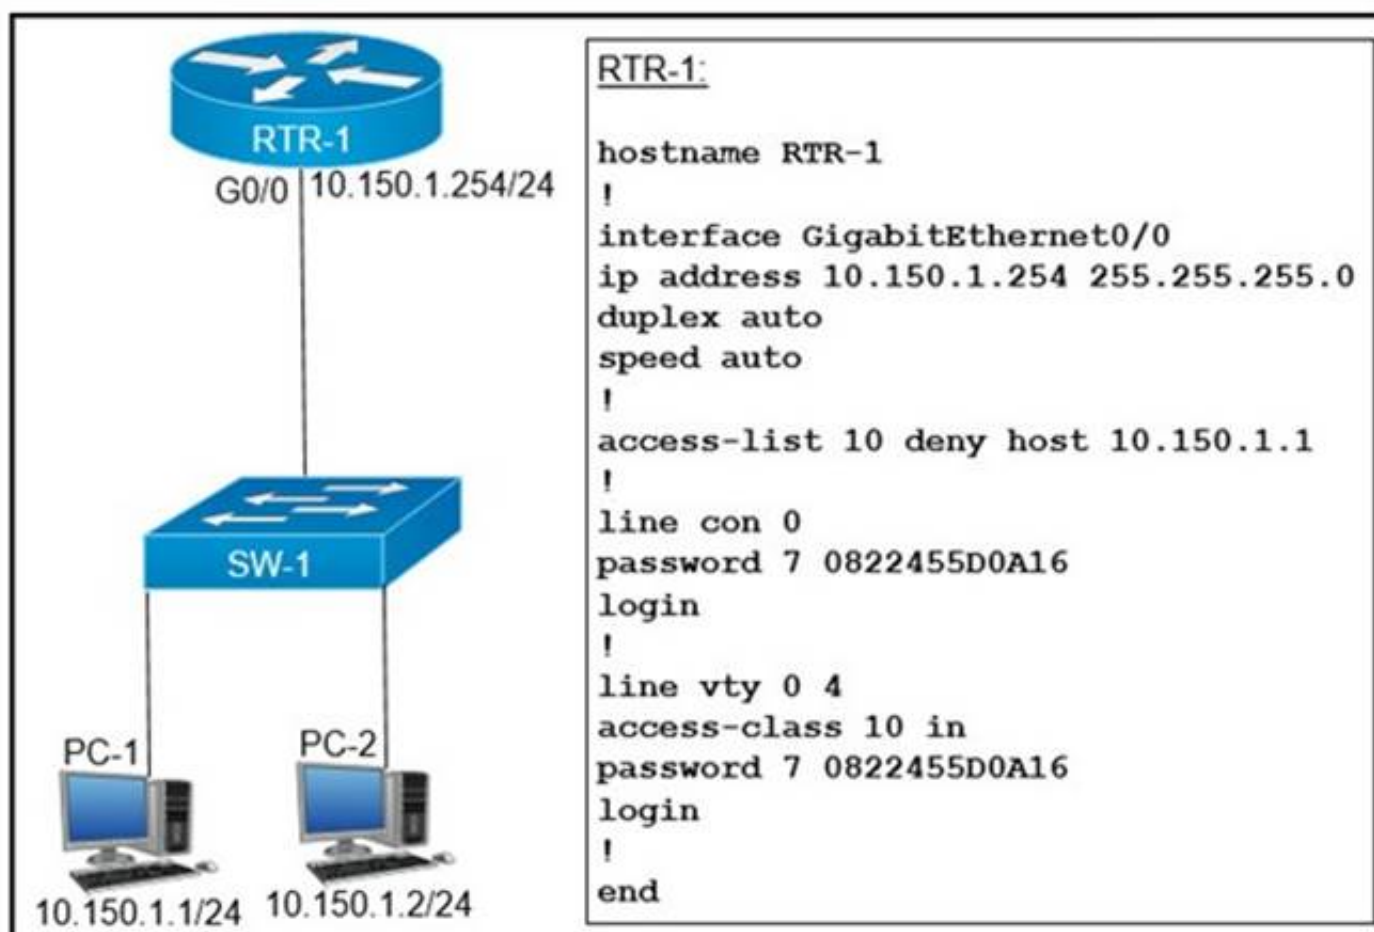 RTR-1
G0/0
10.150.1.254/24
SW-1
PC-1
PC-2
10.150.1.1/24
10.150.1.2/24
RTR-1:
hostname RTR-1
!
interface GigabitEthernet0/0
ip address 10.150.1.254 255.255.255.0
duplex auto
speed auto
!
access-list 10 deny host 10.150.1.1
!
line con 0
password 7 0822455D0A16
login
!
line vty 0 4
access-class 10 in
password 7 0822455D0A16
login
!
end